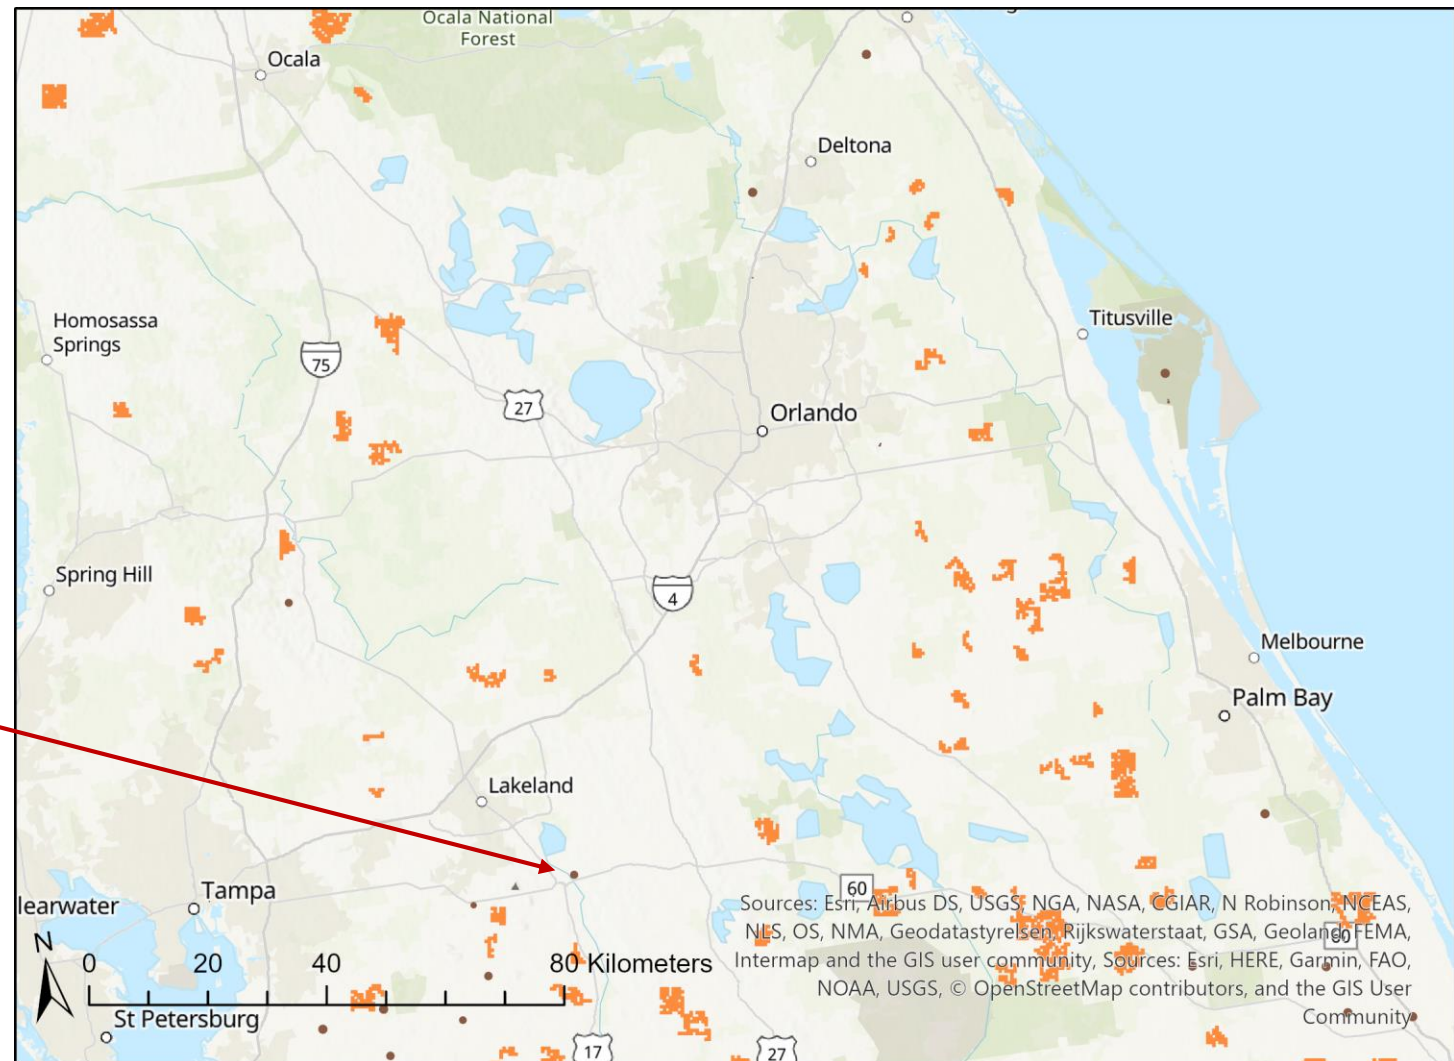 Ocala National
Forest
Ocala
Deltona
Homosassa
Springs
Titusville
75
27
Orlando
Spring Hill
4
Melbourne
Palm Bay
Lakeland
60
Tampa
learwater
Sources: Esri, Airbus DS, USGS, NGA, NASA, CGIAR, N Robinson, NCEAS,
NLS, OS, NMA, Geodatastyrelsen, Rijkswaterstaat, GSA, Geoland, FEMA,
Intermap and the GIS user community, Sources: Esri, HERE, Garmin, FAO,
NOAA, USGS, © OpenStreetMap contributors, and the GIS User
Community
60
N
0 20 40 80 Kilometers
St Petersburg
17
27